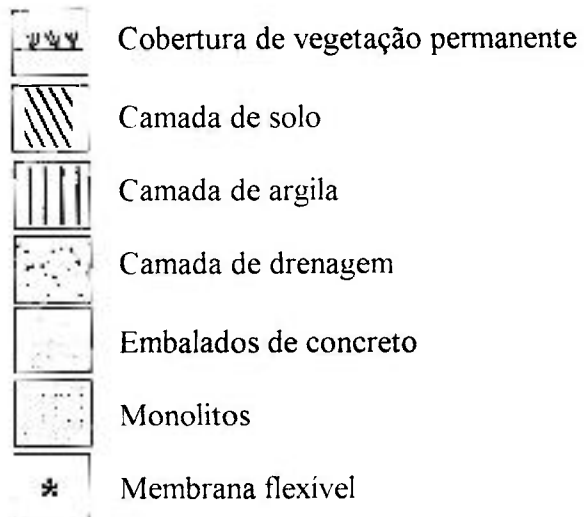 Cobertura de vegetação permanente
Camada de solo
Camada de argila
Camada de drenagem
Embalados de concreto
Monolitos
* Membrana flexível